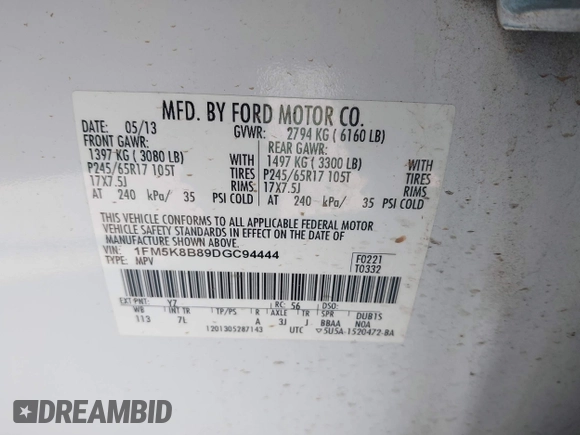 MFD. BY FORD MOTOR CO.
DATE: 05/13 GVWR: 2794 KG ( 6160 LB)
FRONT GAWR: REAR GAWR:
1397 KG ( 3080 LB) WITH 1497 KG ( 3300 LB) WITH
P245/65R17 105T TIRES P245/65R17 105T TIRES
17X7.5J RIMS 17X7.5J RIMS.
AT 240 kPa/ 35 PSI COLD AT 240 kPa/ 35 PSI COLD
THIS VEHICLE CONFORMS TO ALL APPLICABLE FEDERAL MOTOR
VEHICLE SAFETY STANDARDS IN EFFECT ON THE DATE OF
MANUFACTURE SHOWN ABOVE.
VIN: 1FM5K8B89DGC94444 F0221
TYPE: MPV T0332
EXT PNT: YZ RC: 56 DSO:
WB INT TR TP/PS R AXLE TR SPR DUB1S
113 7L A 3J J BBAA N0A
1201305287143 UTC ▽5U5A-1520472-BA
DREAMBID